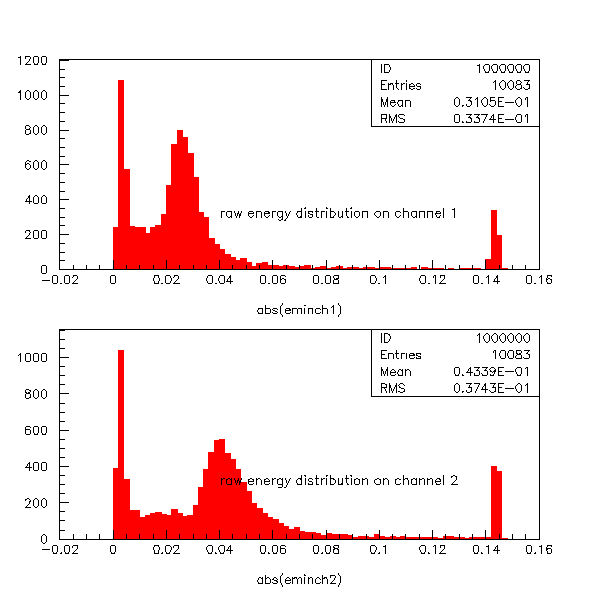 ID 1000000
Entries 10083
Mean 0.3105E-01
RMS 0.3374E-01
1200
1000
800
600
400
200
0
raw energy distribution on channel 1
-0.02 0 0.02 0.04 0.06 0.08 0.1 0.12 0.14 0.16
abs(eminch1)
ID 1000000
Entries 10083
Mean 0.4339E-01
RMS 0.3743E-01
1000
800
600
400
200
0
raw energy distribution on channel 2
-0.02 0 0.02 0.04 0.06 0.08 0.1 0.12 0.14 0.16
abs(eminch2)